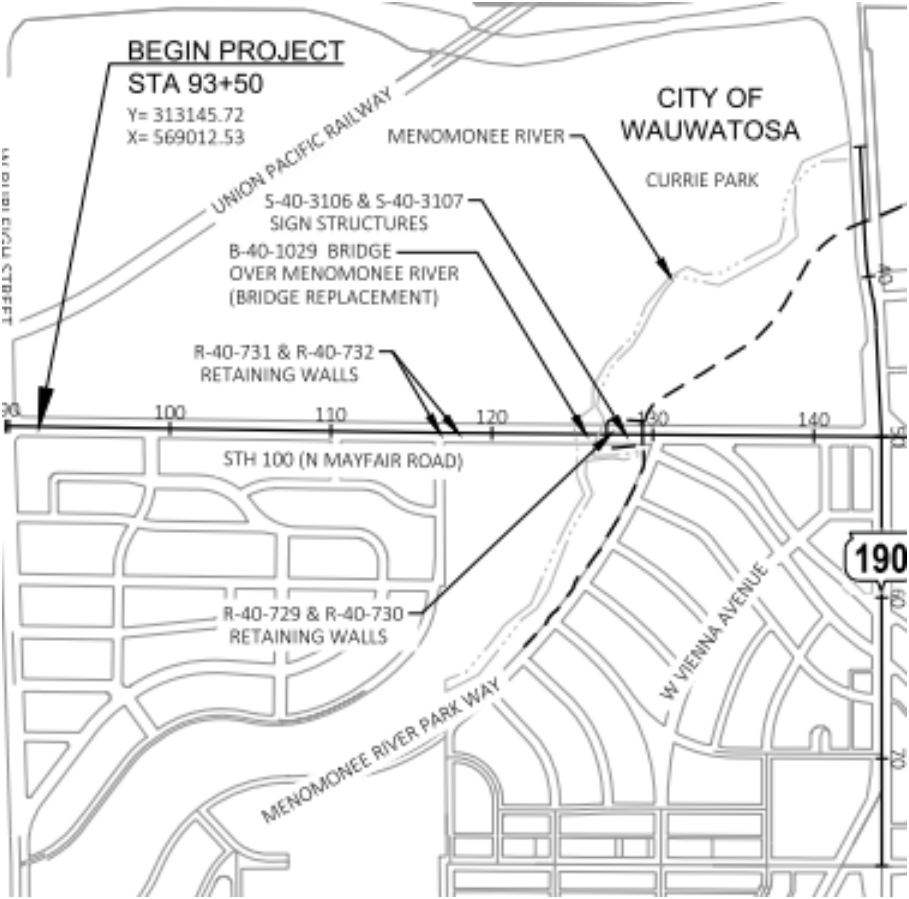 BEGIN PROJECT
STA 93+50
Y= 313145.72
X= 569012.53
UNION PACIFIC RAILWAY
CITY OF
WAUWATOSA
MENOMONEE RIVER
CURRIE PARK
S-40-3106 & S-40-3107
SIGN STRUCTURES
B-40-1029 BRIDGE
OVER MENOMONEE RIVER
(BRIDGE REPLACEMENT)
R-40-731 & R-40-732
RETAINING WALLS
100
110
120
130
140
STH 100 (N MAYFAIR ROAD)
40
50
190
60
70
R-40-729 & R-40-730
RETAINING WALLS
W VIENNA AVENUE
MENOMONEE RIVER PARK WAY
STREET